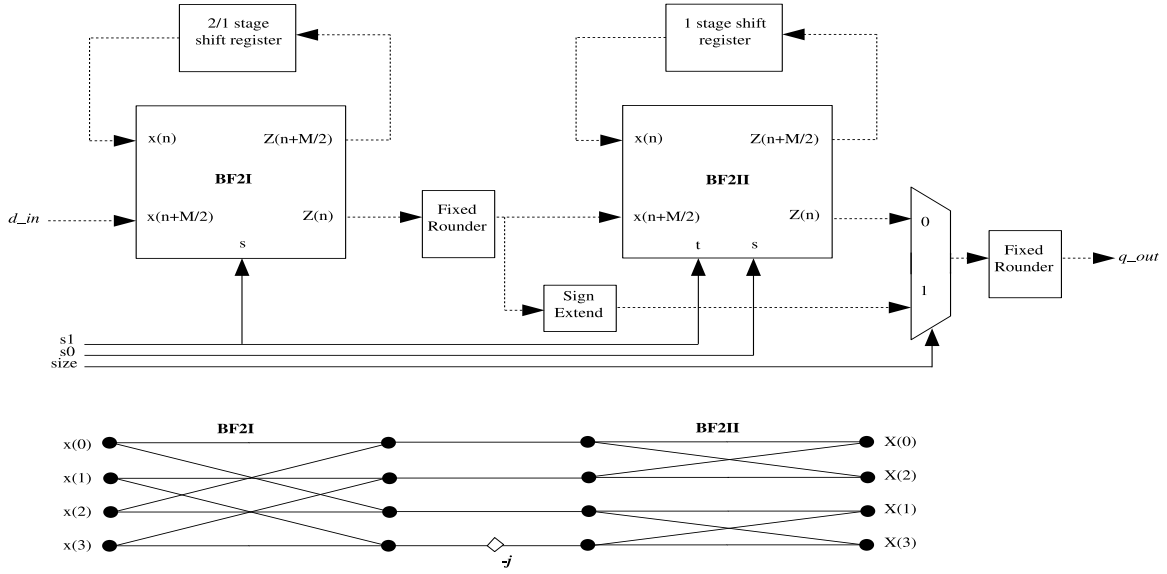 2/1 stage
shift register
1 stage shift
register
x(n)
Z(n+M/2)
BF2I
x(n+M/2)
Z(n)
s
d_in
Fixed
Rounder
x(n)
Z(n+M/2)
BF2II
x(n+M/2)
Z(n)
t
s
Sign
Extend
0
1
Fixed
Rounder
q_out
s1
s0
size
BF2I
BF2II
x(0)
X(0)
x(1)
X(2)
x(2)
X(1)
x(3)
X(3)
-j